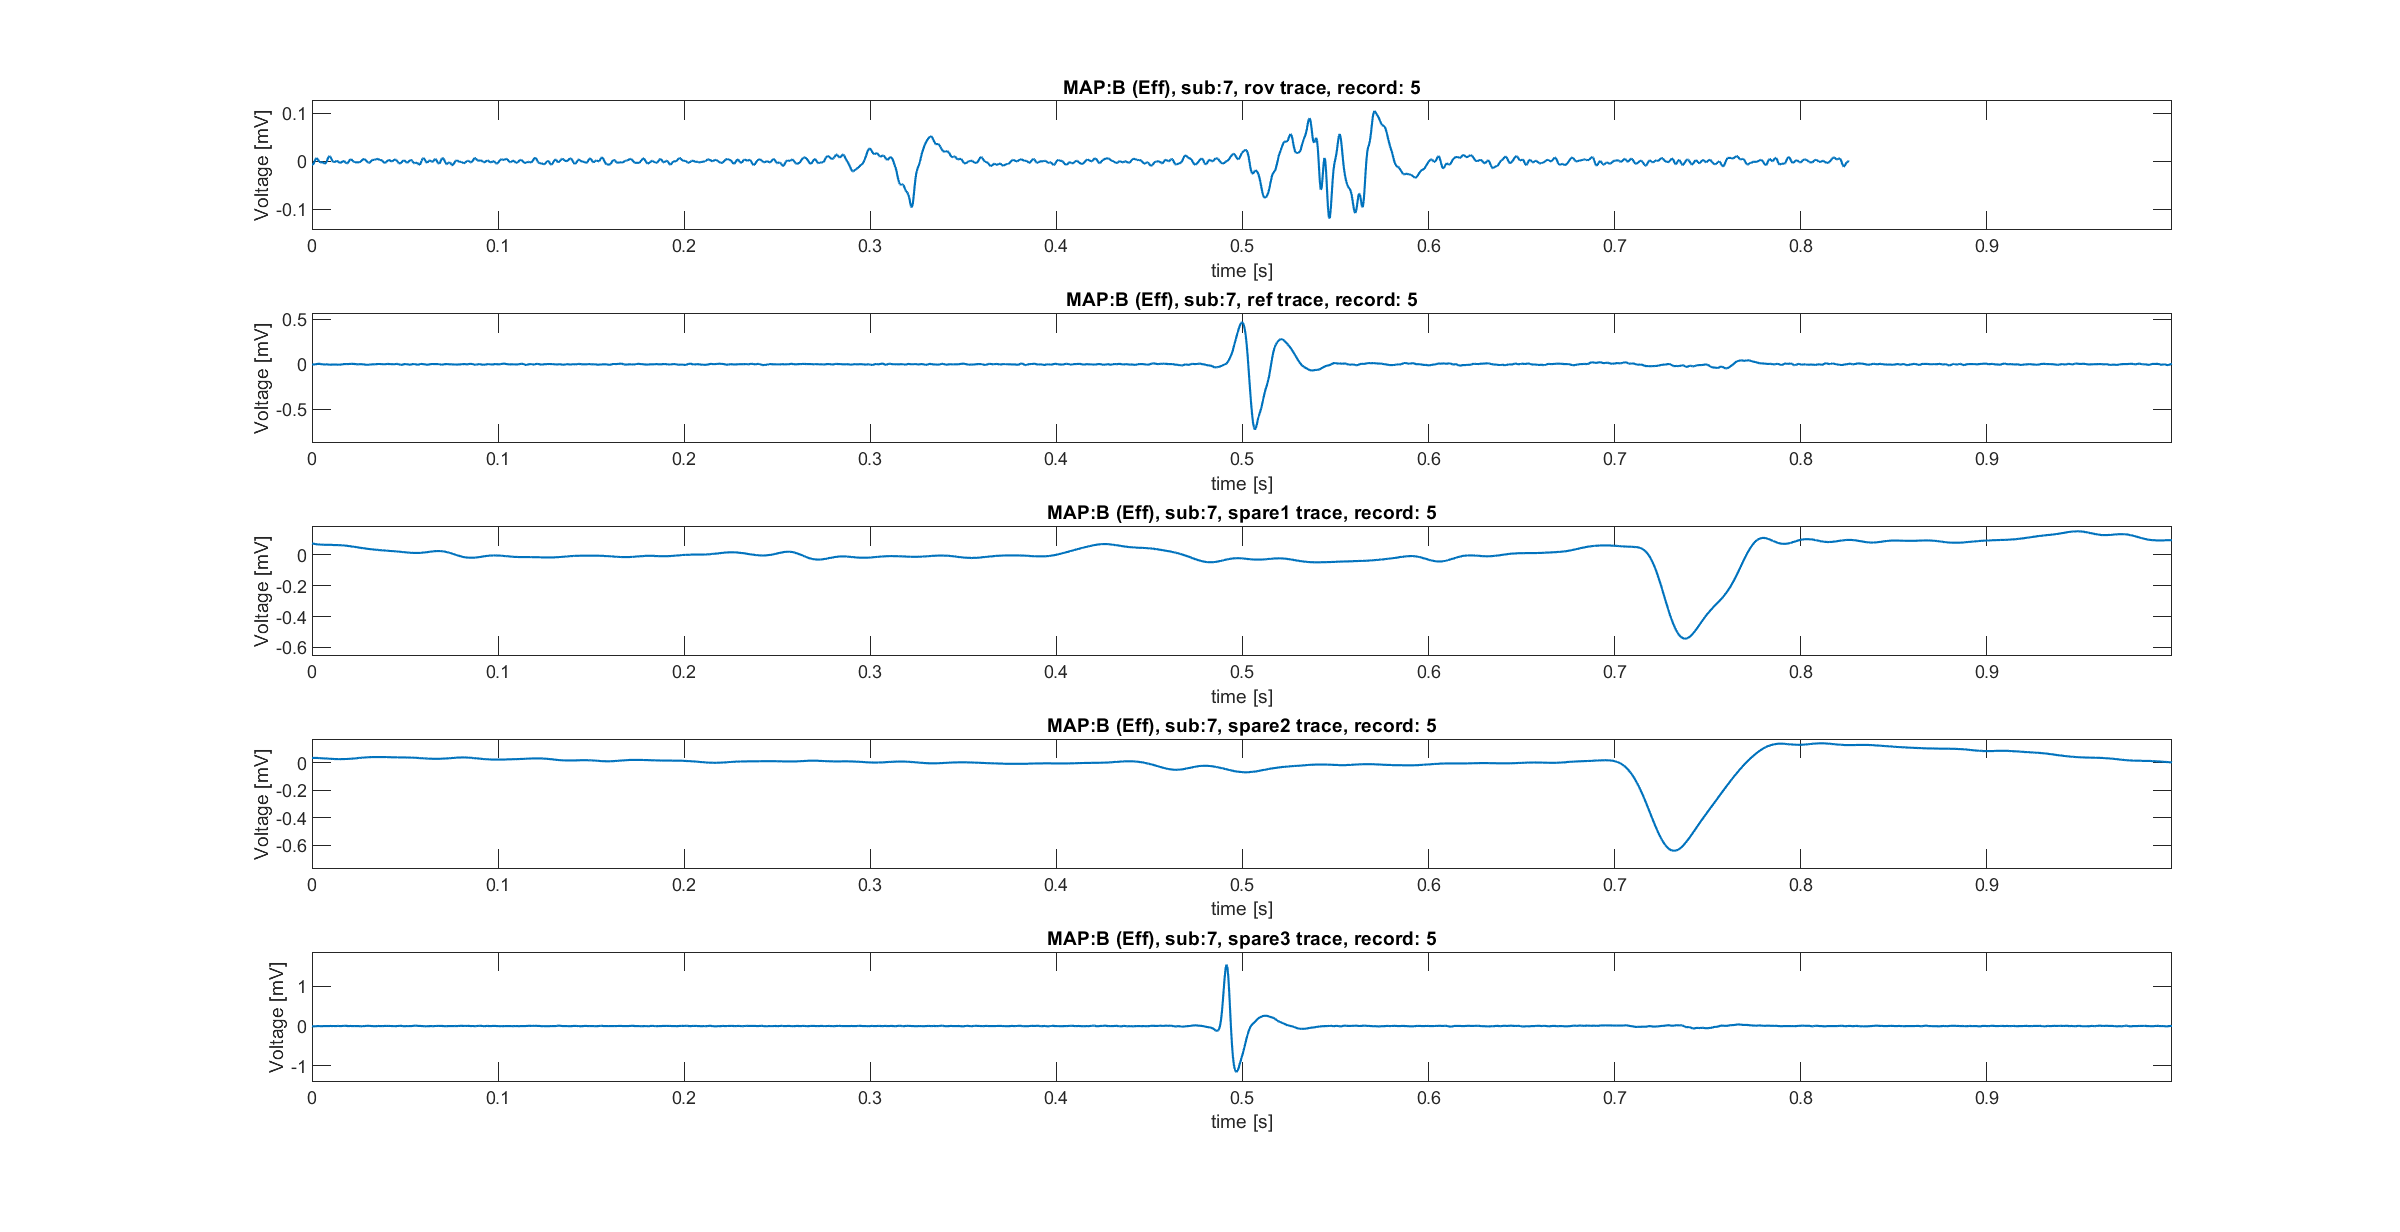 MAP:B (Eff), sub:7, rov trace, record: 5
Voltage [mV]
0.1
0
-0.1
0 0.1 0.2 0.3 0.4 0.5 0.6 0.7 0.8 0.9
time [s]
MAP:B (Eff), sub:7, ref trace, record: 5
Voltage [mV]
0.5
0
-0.5
0 0.1 0.2 0.3 0.4 0.5 0.6 0.7 0.8 0.9
time [s]
MAP:B (Eff), sub:7, spare1 trace, record: 5
Voltage [mV]
0
-0.2
-0.4
-0.6
0 0.1 0.2 0.3 0.4 0.5 0.6 0.7 0.8 0.9
time [s]
MAP:B (Eff), sub:7, spare2 trace, record: 5
Voltage [mV]
0
-0.2
-0.4
-0.6
0 0.1 0.2 0.3 0.4 0.5 0.6 0.7 0.8 0.9
time [s]
MAP:B (Eff), sub:7, spare3 trace, record: 5
Voltage [mV]
1
0
-1
0 0.1 0.2 0.3 0.4 0.5 0.6 0.7 0.8 0.9
time [s]